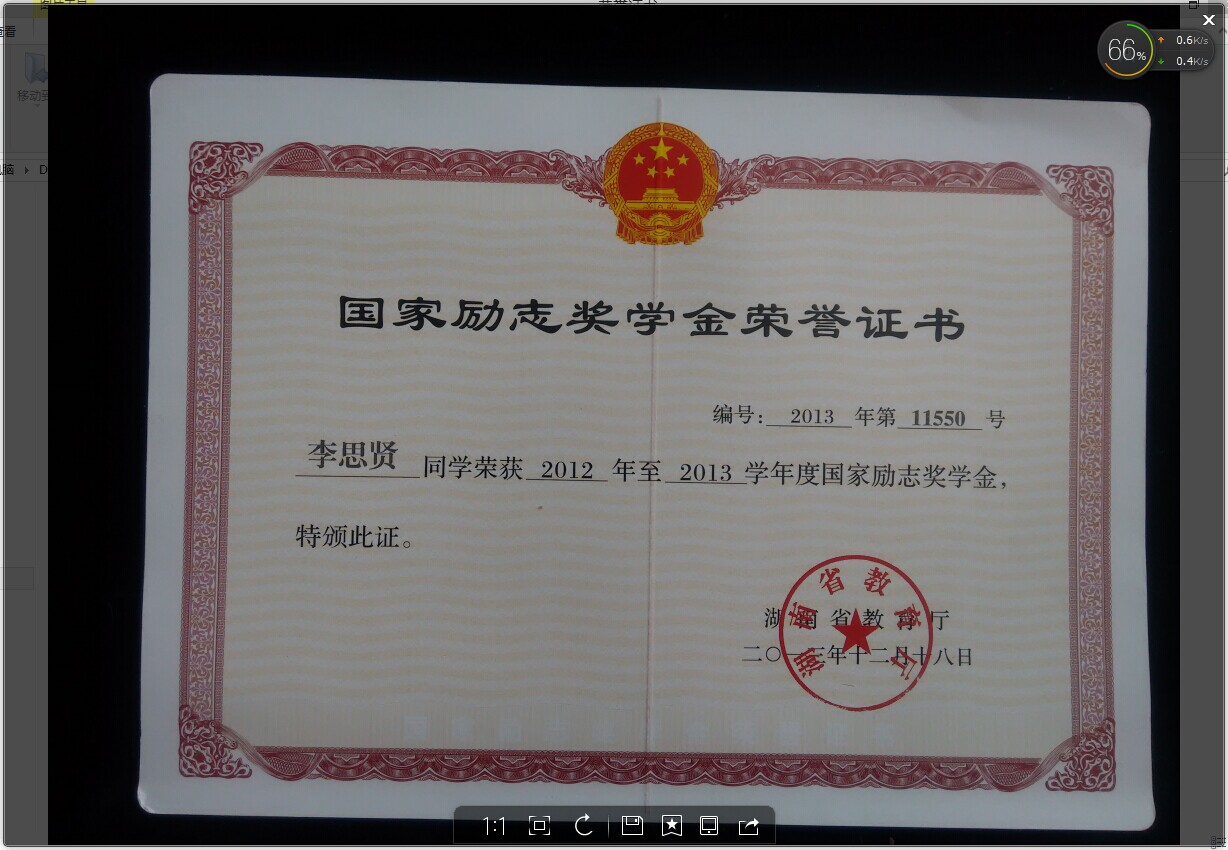 66%
0.6K/s
0.4K/s
国家励志奖学金荣誉证书
编号: 2013 年第 11550 号
李思贤 同学荣获 2012 年至 2013 学年度国家励志奖学金,
特颁此证。
湖南省教育厅
二〇一三年十二月十八日
湖南省教育厅
1:1